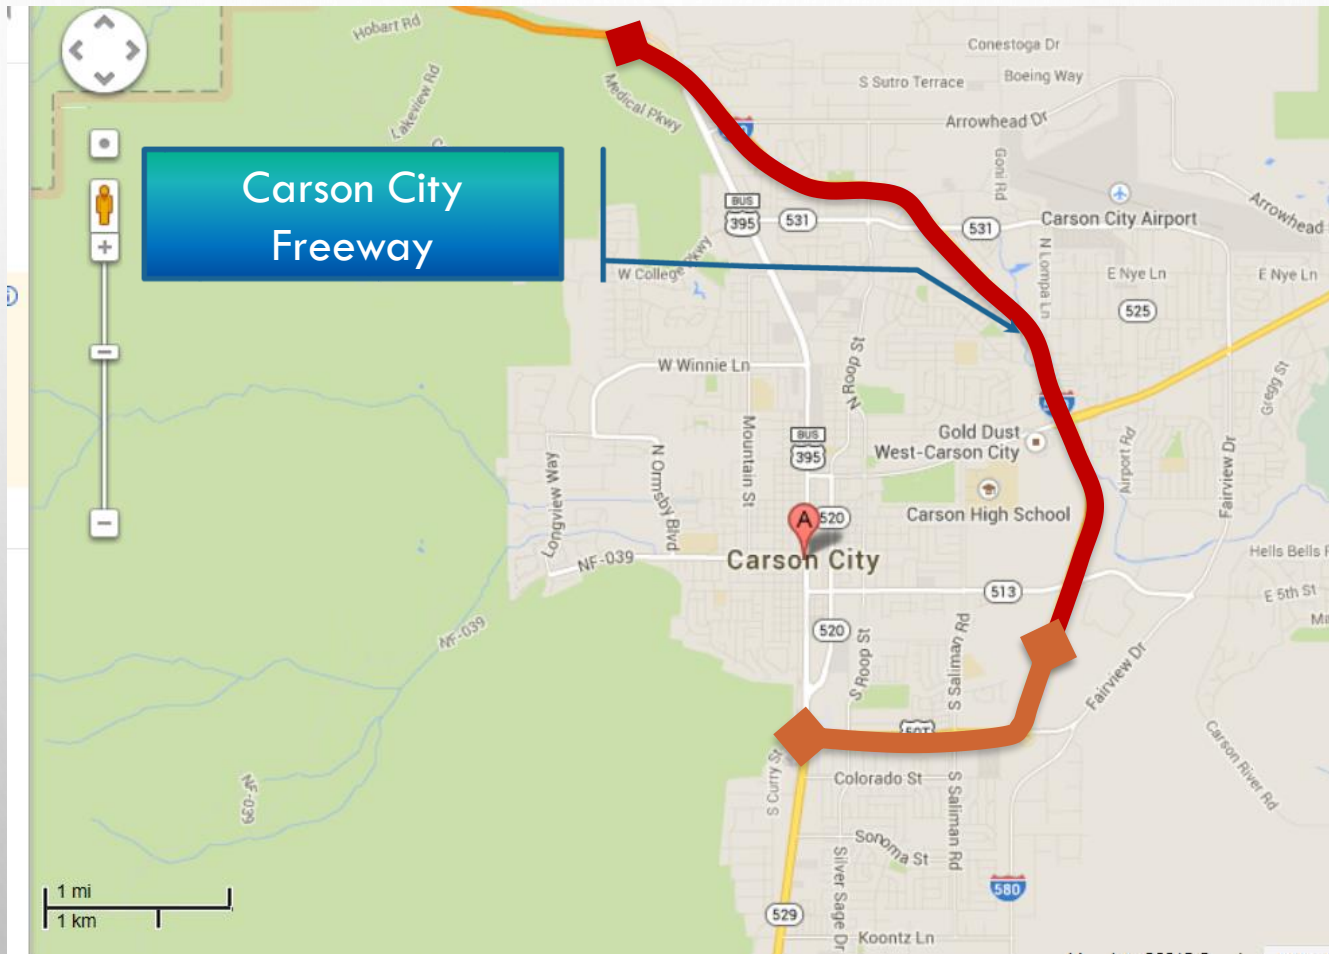 Hobart Rd
Conestoga Dr
Lakeview Rd
S Sutro Terrace
Boeing Way
Medical Pkwy
Arrowhead Dr
Carson City
Freeway
Goni Rd
BUS
395
531
531
Carson City Airport
Arrowhead
W College Pkwy
N Lompa Ln
E Nye Ln
E Nye Ln
525
W Winnie Ln
N Roop St
Gregg St
Mountain St
BUS
395
Gold Dust
West-Carson City
Airport Rd
Fairview Dr
Longview Way
N Ormsby Blvd
Carson High School
A
520
Carson City
NF-039
Hells Bells
513
E 5th St
NF-039
520
S Roop St
S Saliman Rd
Fairview Dr
S Curry St
Colorado St
Carson River Rd
NF-039
S Saliman Rd
Sonoma St
Silver Sage Dr
580
1 mi
1 km
529
Koontz Ln